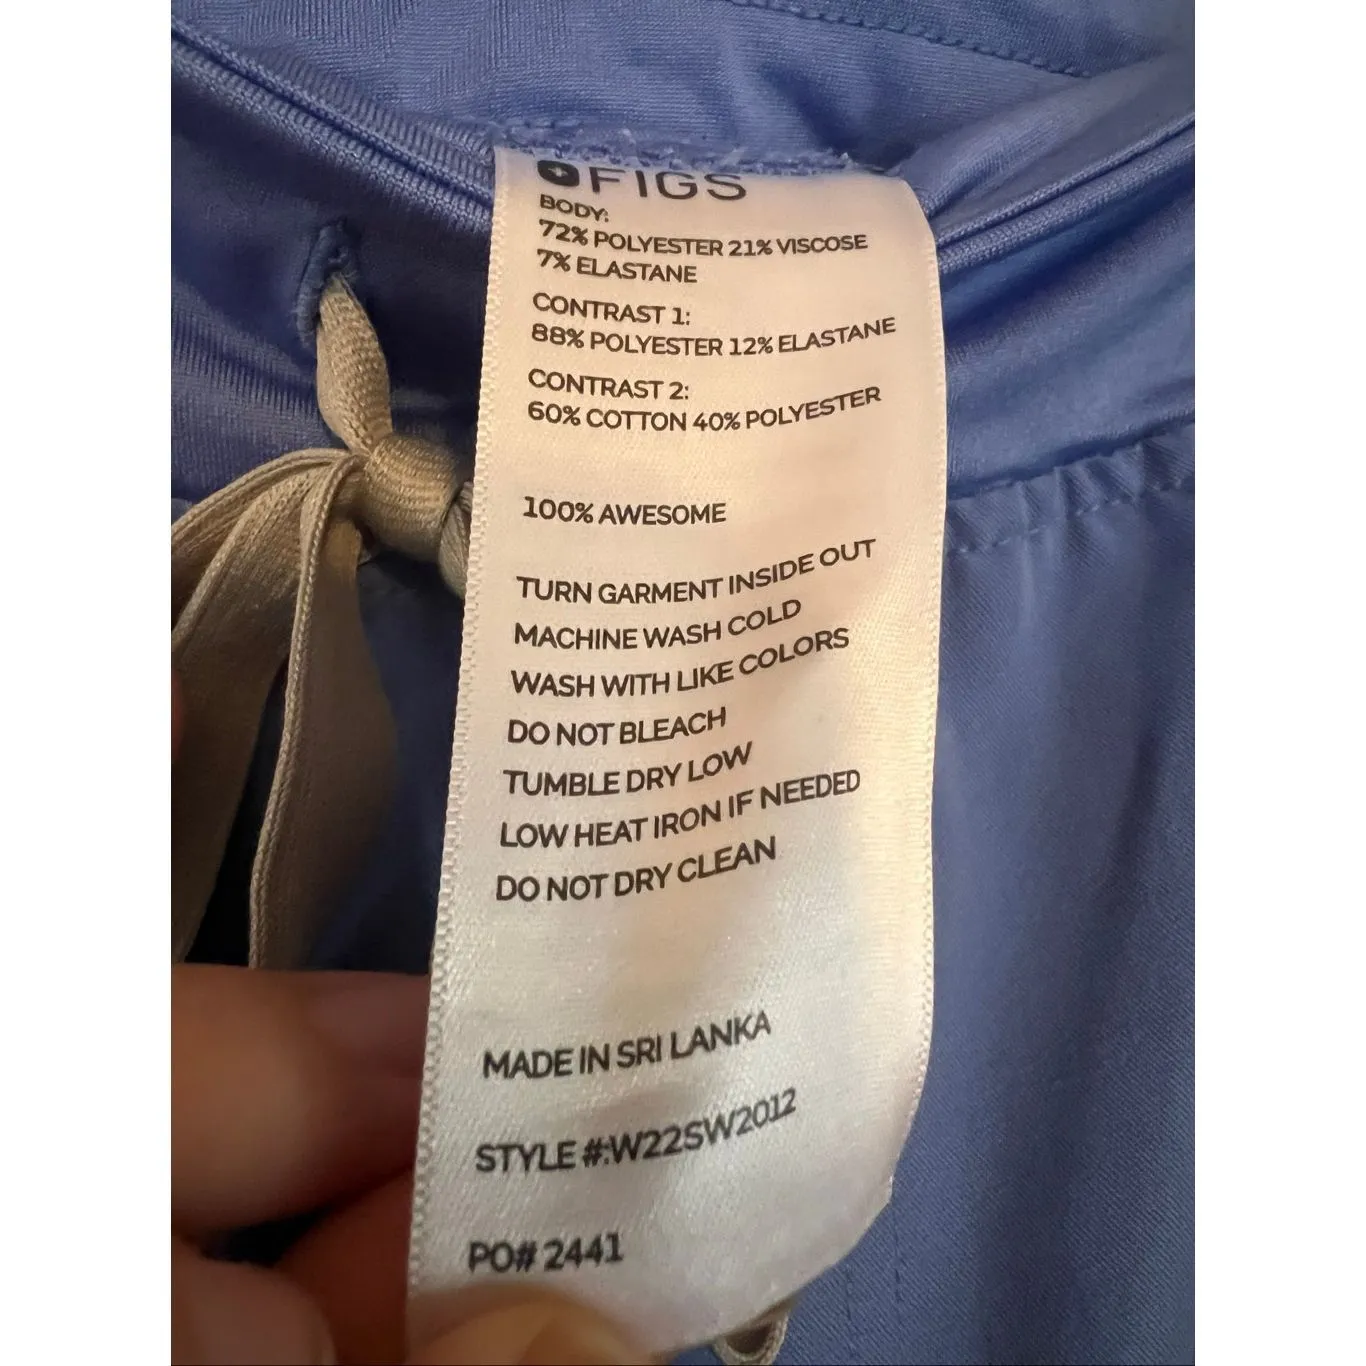 FIGS
BODY:
72% POLYESTER 21% VISCOSE
7% ELASTANE
CONTRAST 1:
88% POLYESTER 12% ELASTANE
CONTRAST 2:
60% COTTON 40% POLYESTER
100% AWESOME
TURN GARMENT INSIDE OUT
MACHINE WASH COLD
WASH WITH LIKE COLORS
DO NOT BLEACH
TUMBLE DRY LOW
LOW HEAT IRON IF NEEDED
DO NOT DRY CLEAN
MADE IN SRI LANKA
STYLE #:W22SW2012
PO# 2441